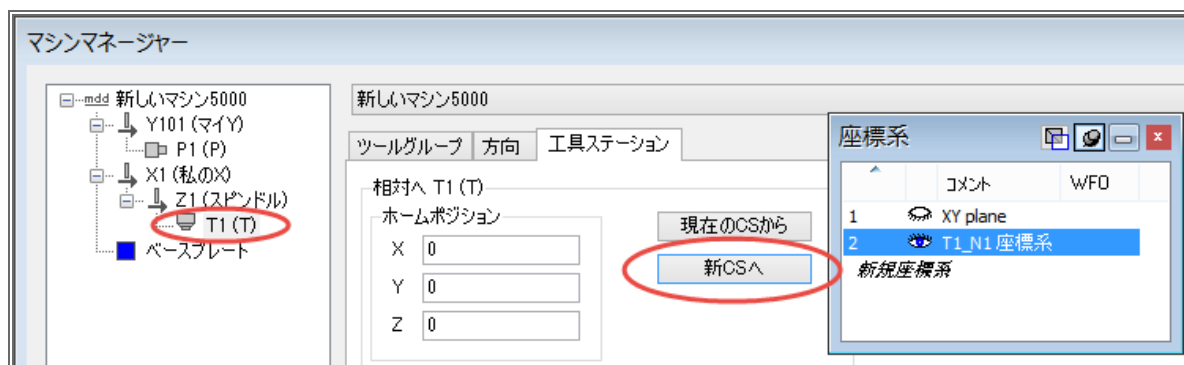 マシンマネージャー
mdd 新しいマシン5000
Y101 (マイY)
P1 (P)
X1 (私のX)
Z1 (スピンドル)
T1 (T)
ベースプレート
新しいマシン5000
ツールグループ 方向 工具ステーション
相対へ T1 (T)
ホームポジション
X 0
Y 0
Z 0
現在のCSから
新CSへ
座標系
コメント WFO
1 XY plane
2 T1_N1 座標系
新規座標系